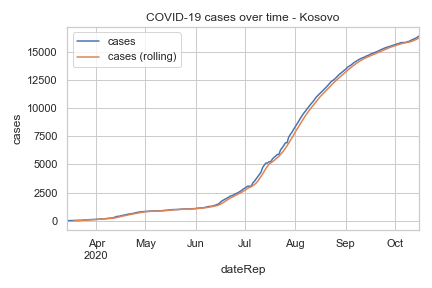 COVID-19 cases over time - Kosovo
cases
cases (rolling)
15000
12500
10000
7500
5000
2500
0
cases
Apr
2020
May
Jun
Jul
Aug
Sep
Oct
dateRep